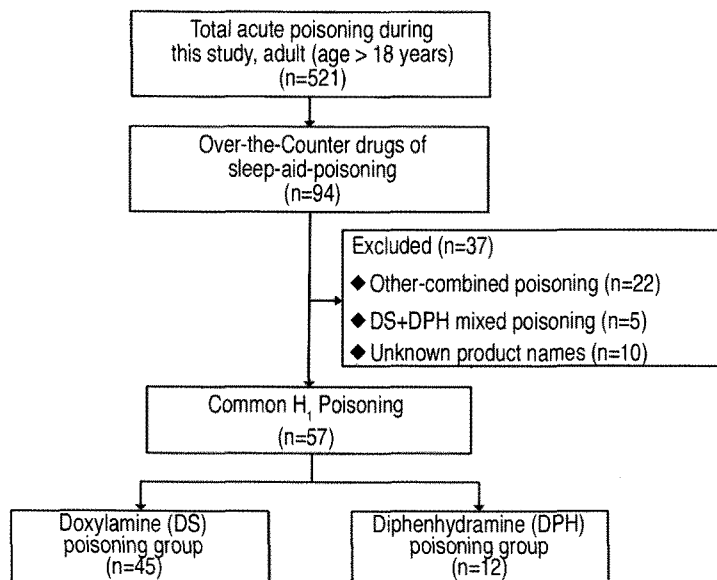 Total acute poisoning during
this study, adult (age > 18 years)
(n=521)
Over-the-Counter drugs of
sleep-aid-poisoning
(n=94)
Excluded (n=37)
◆ Other-combined poisoning (n=22)
◆ DS+DPH mixed poisoning (n=5)
◆ Unknown product names (n=10)
Common H₁ Poisoning
(n=57)
Doxylamine (DS)
poisoning group
(n=45)
Diphenhydramine (DPH)
poisoning group
(n=12)